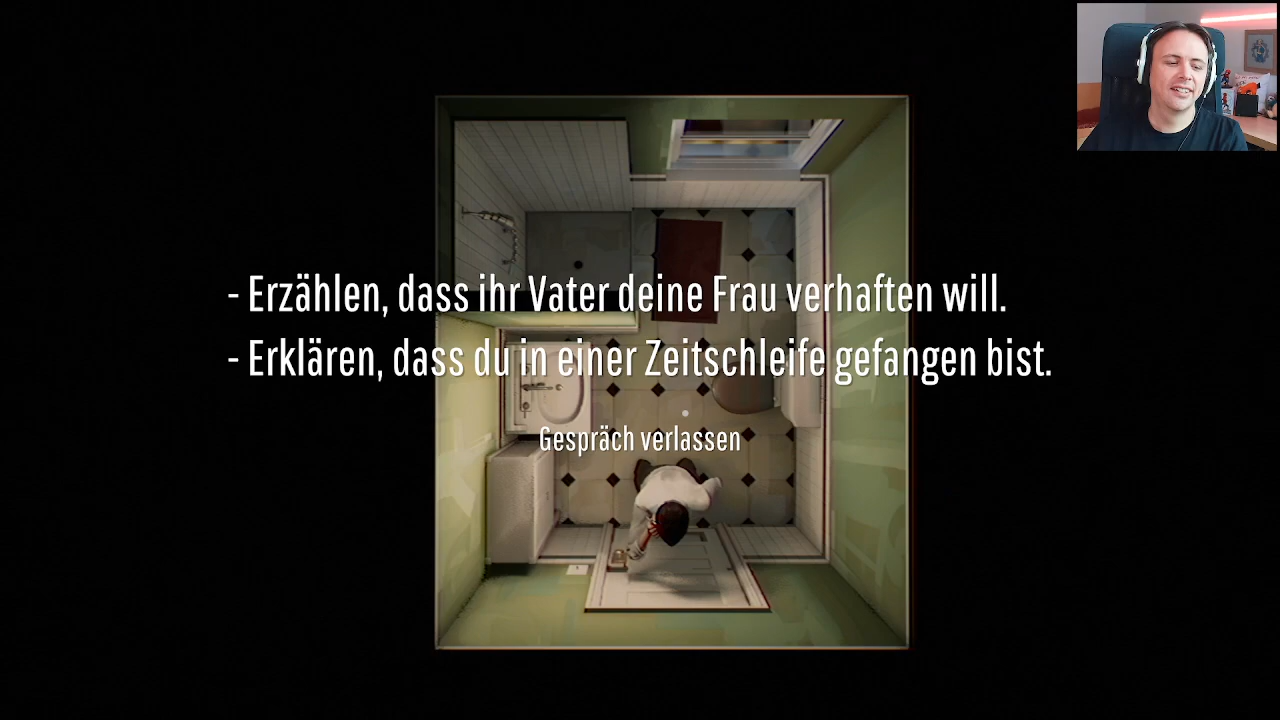 - Erzählen, dass ihr Vater deine Frau verhaften will.
- Erklären, dass du in einer Zeitschleife gefangen bist.
Gespräch verlassen